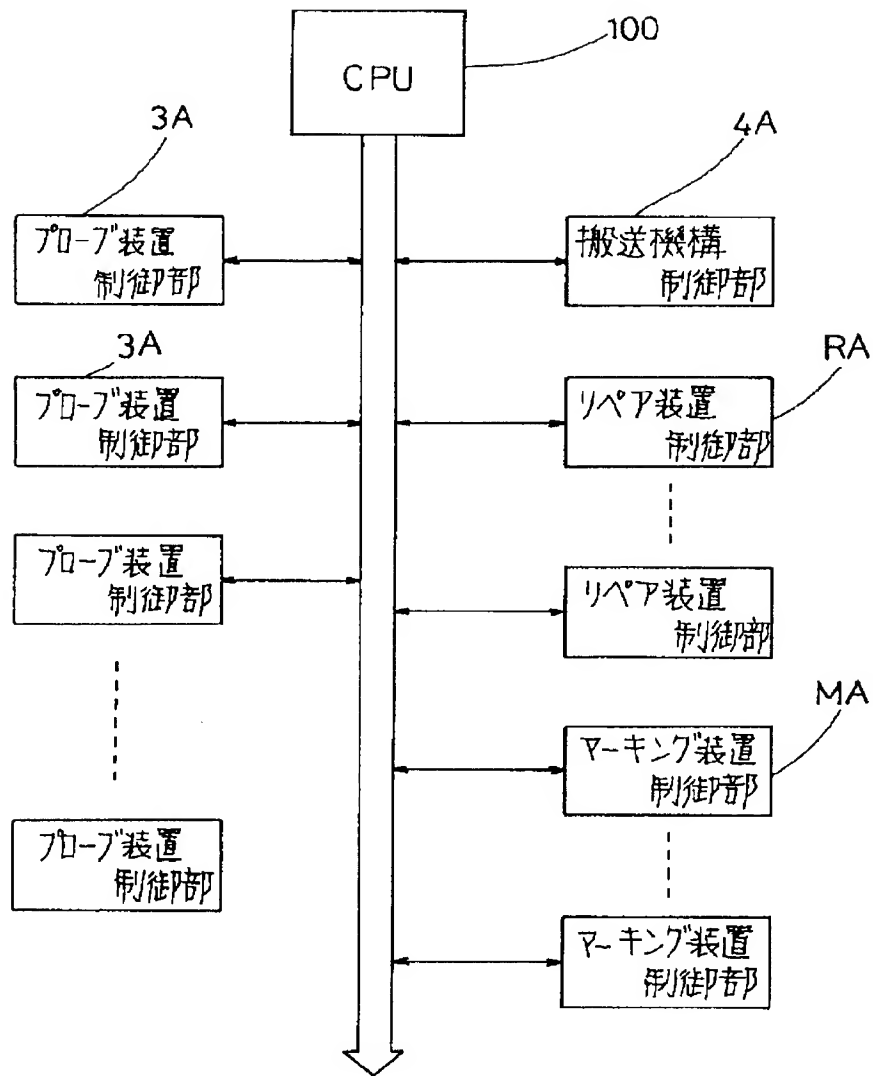 100
CPU
3A
プローブ装置
制御部
3A
プローブ装置
制御部
プローブ装置
制御部
プローブ装置
制御部
4A
搬送機構
制御部
RA
リペア装置
制御部
リペア装置
制御部
MA
マーキング装置
制御部
マーキング装置
制御部